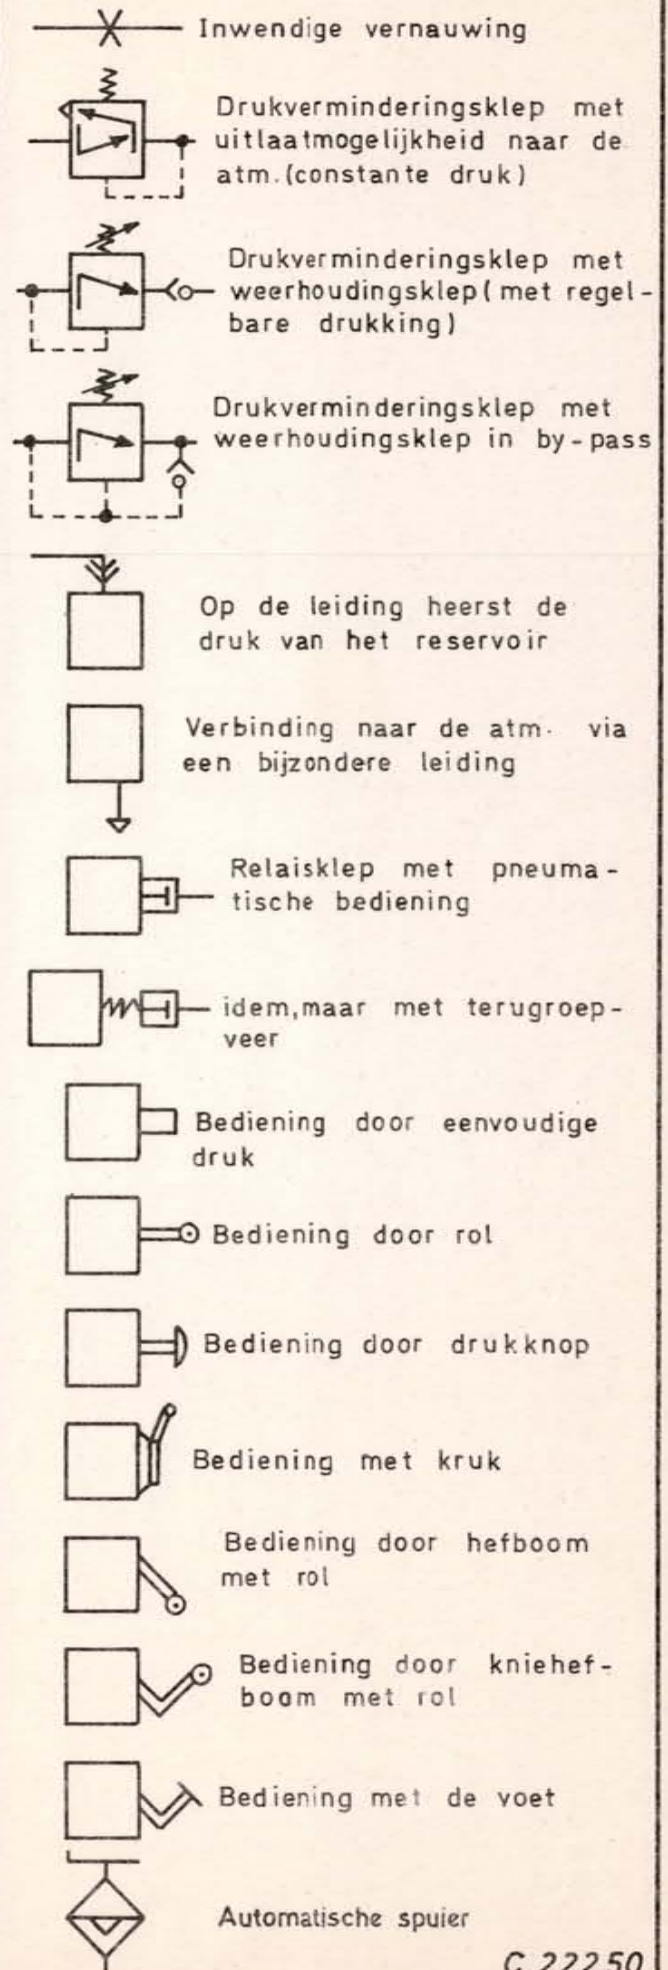 Inwendige vernauwing
Drukverminderingsklep met
uitlaatmogelijkheid naar de
atm.(constante druk)
Drukverminderingsklep met
weerhoudingsklep(met regel-
bare drukking)
Drukverminderingsklep met
weerhoudingsklep in by-pass
Op de leiding heerst de
druk van het reservoir
Verbinding naar de atm. via
een bijzondere leiding
Relaisklep met pneuma-
tische bediening
idem,maar met terugroep-
veer
Bediening door eenvoudige
druk
Bediening door rol
Bediening door drukknop
Bediening met kruk
Bediening door hefboom
met rol
Bediening door kniehef-
boom met rol
Bediening met de voet
Automatische spuier
C 22250